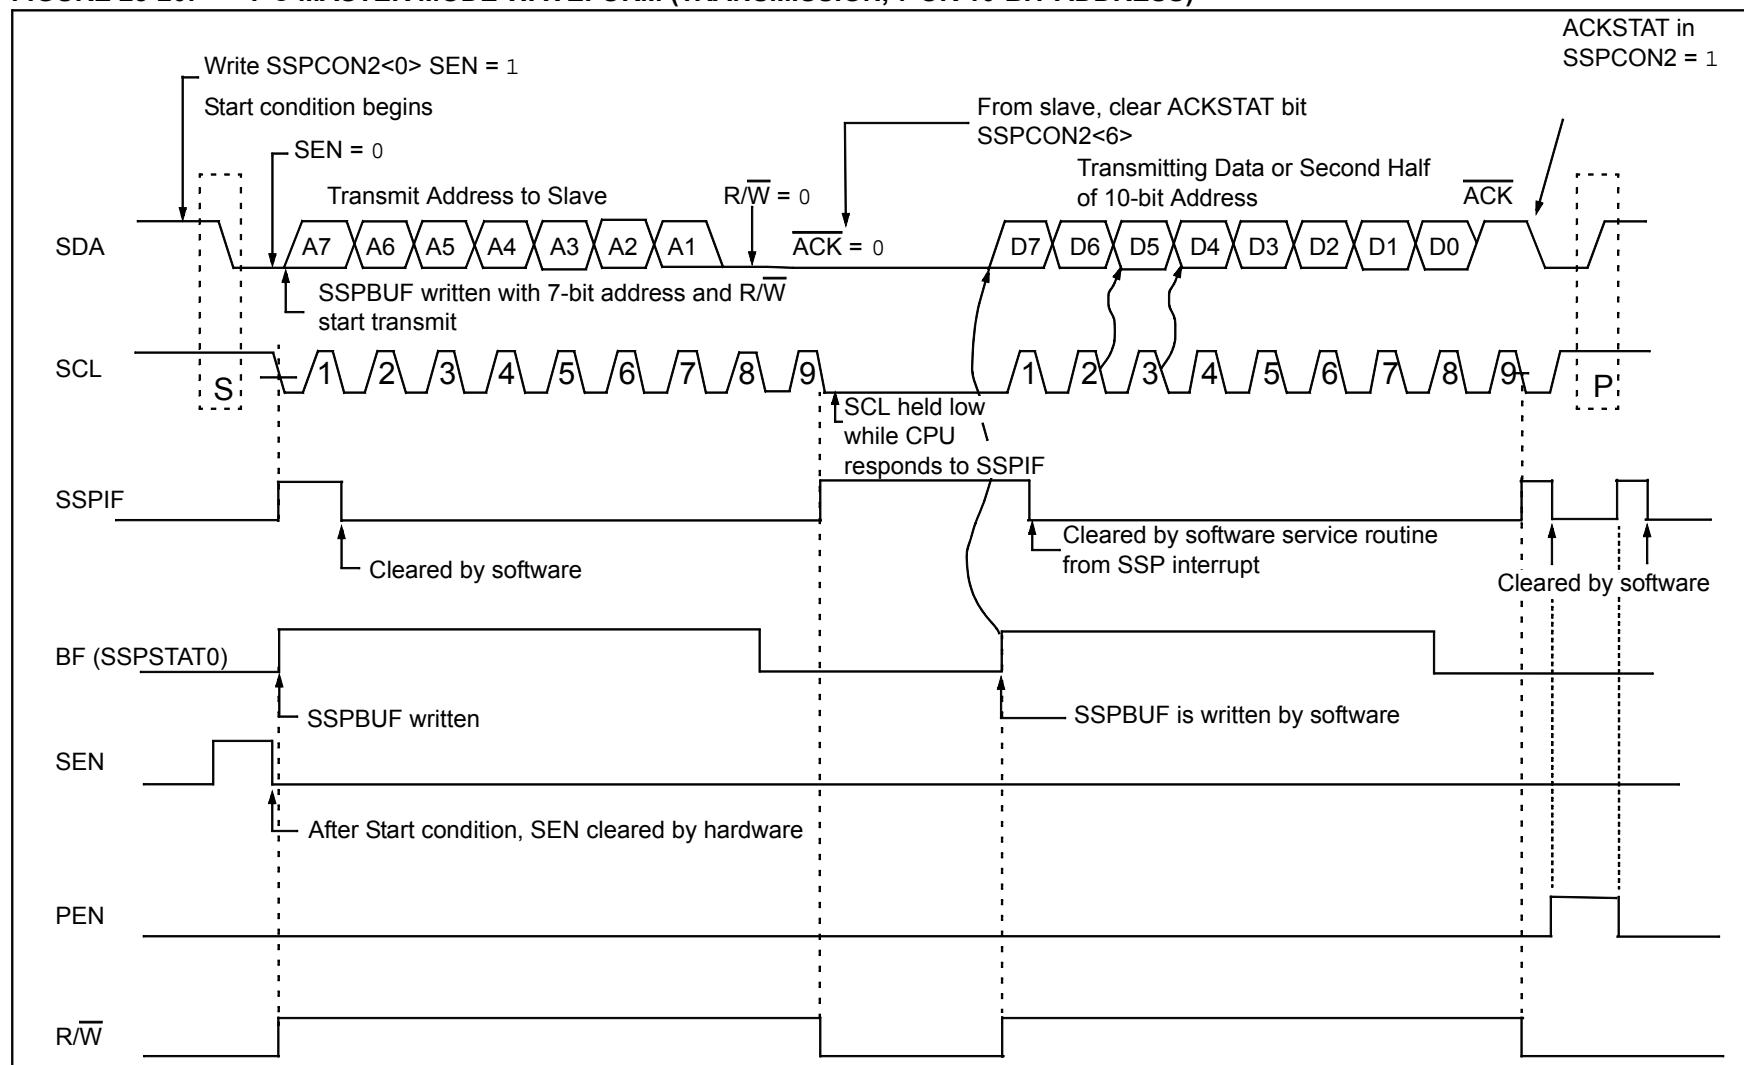 ACKSTAT in
SSPCON2 = 1
Write SSPCON2<0> SEN = 1
Start condition begins
From slave, clear ACKSTAT bit
SSPCON2<6>
SEN = 0
Transmit Address to Slave
R/W = 0
Transmitting Data or Second Half
of 10-bit Address
ACK
SDA
A7 A6 A5 A4 A3 A2 A1
ACK = 0
D7 D6 D5 D4 D3 D2 D1 D0
SSPBUF written with 7-bit address and R/W
start transmit
SCL
S
1 2 3 4 5 6 7 8 9
1 2 3 4 5 6 7 8 9
P
SCL held low
while CPU
responds to SSPIF
SSPIF
Cleared by software
Cleared by software service routine
from SSP interrupt
Cleared by software
BF (SSPSTAT0)
SSPBUF written
SSPBUF is written by software
SEN
After Start condition, SEN cleared by hardware
PEN
R/W